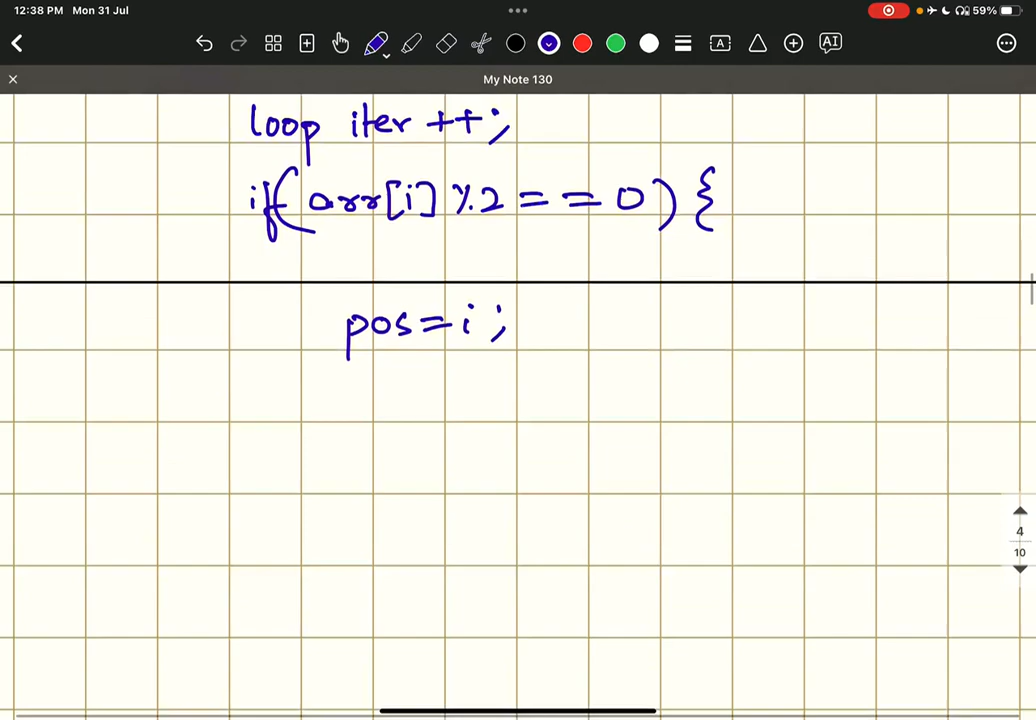 12:38 PM Mon 31 Jul
59%
A
AI
My Note 130
loop iter ++;
if(arr[i] %2 = = 0) {
pos=i ;
4
10